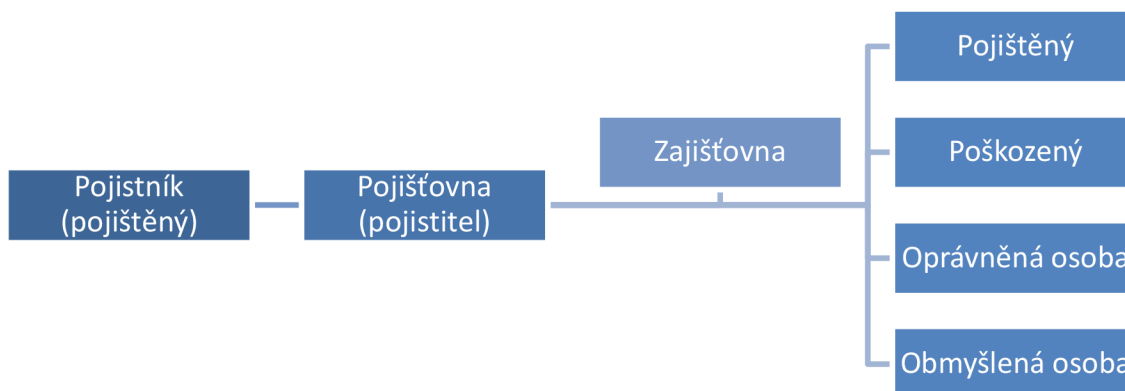 Pojistník
(pojištěný)
Pojišťovna
(pojistitel)
Zajišťovna
Pojištěný
Poškozený
Oprávněná osoba
Obmyšlená osoba